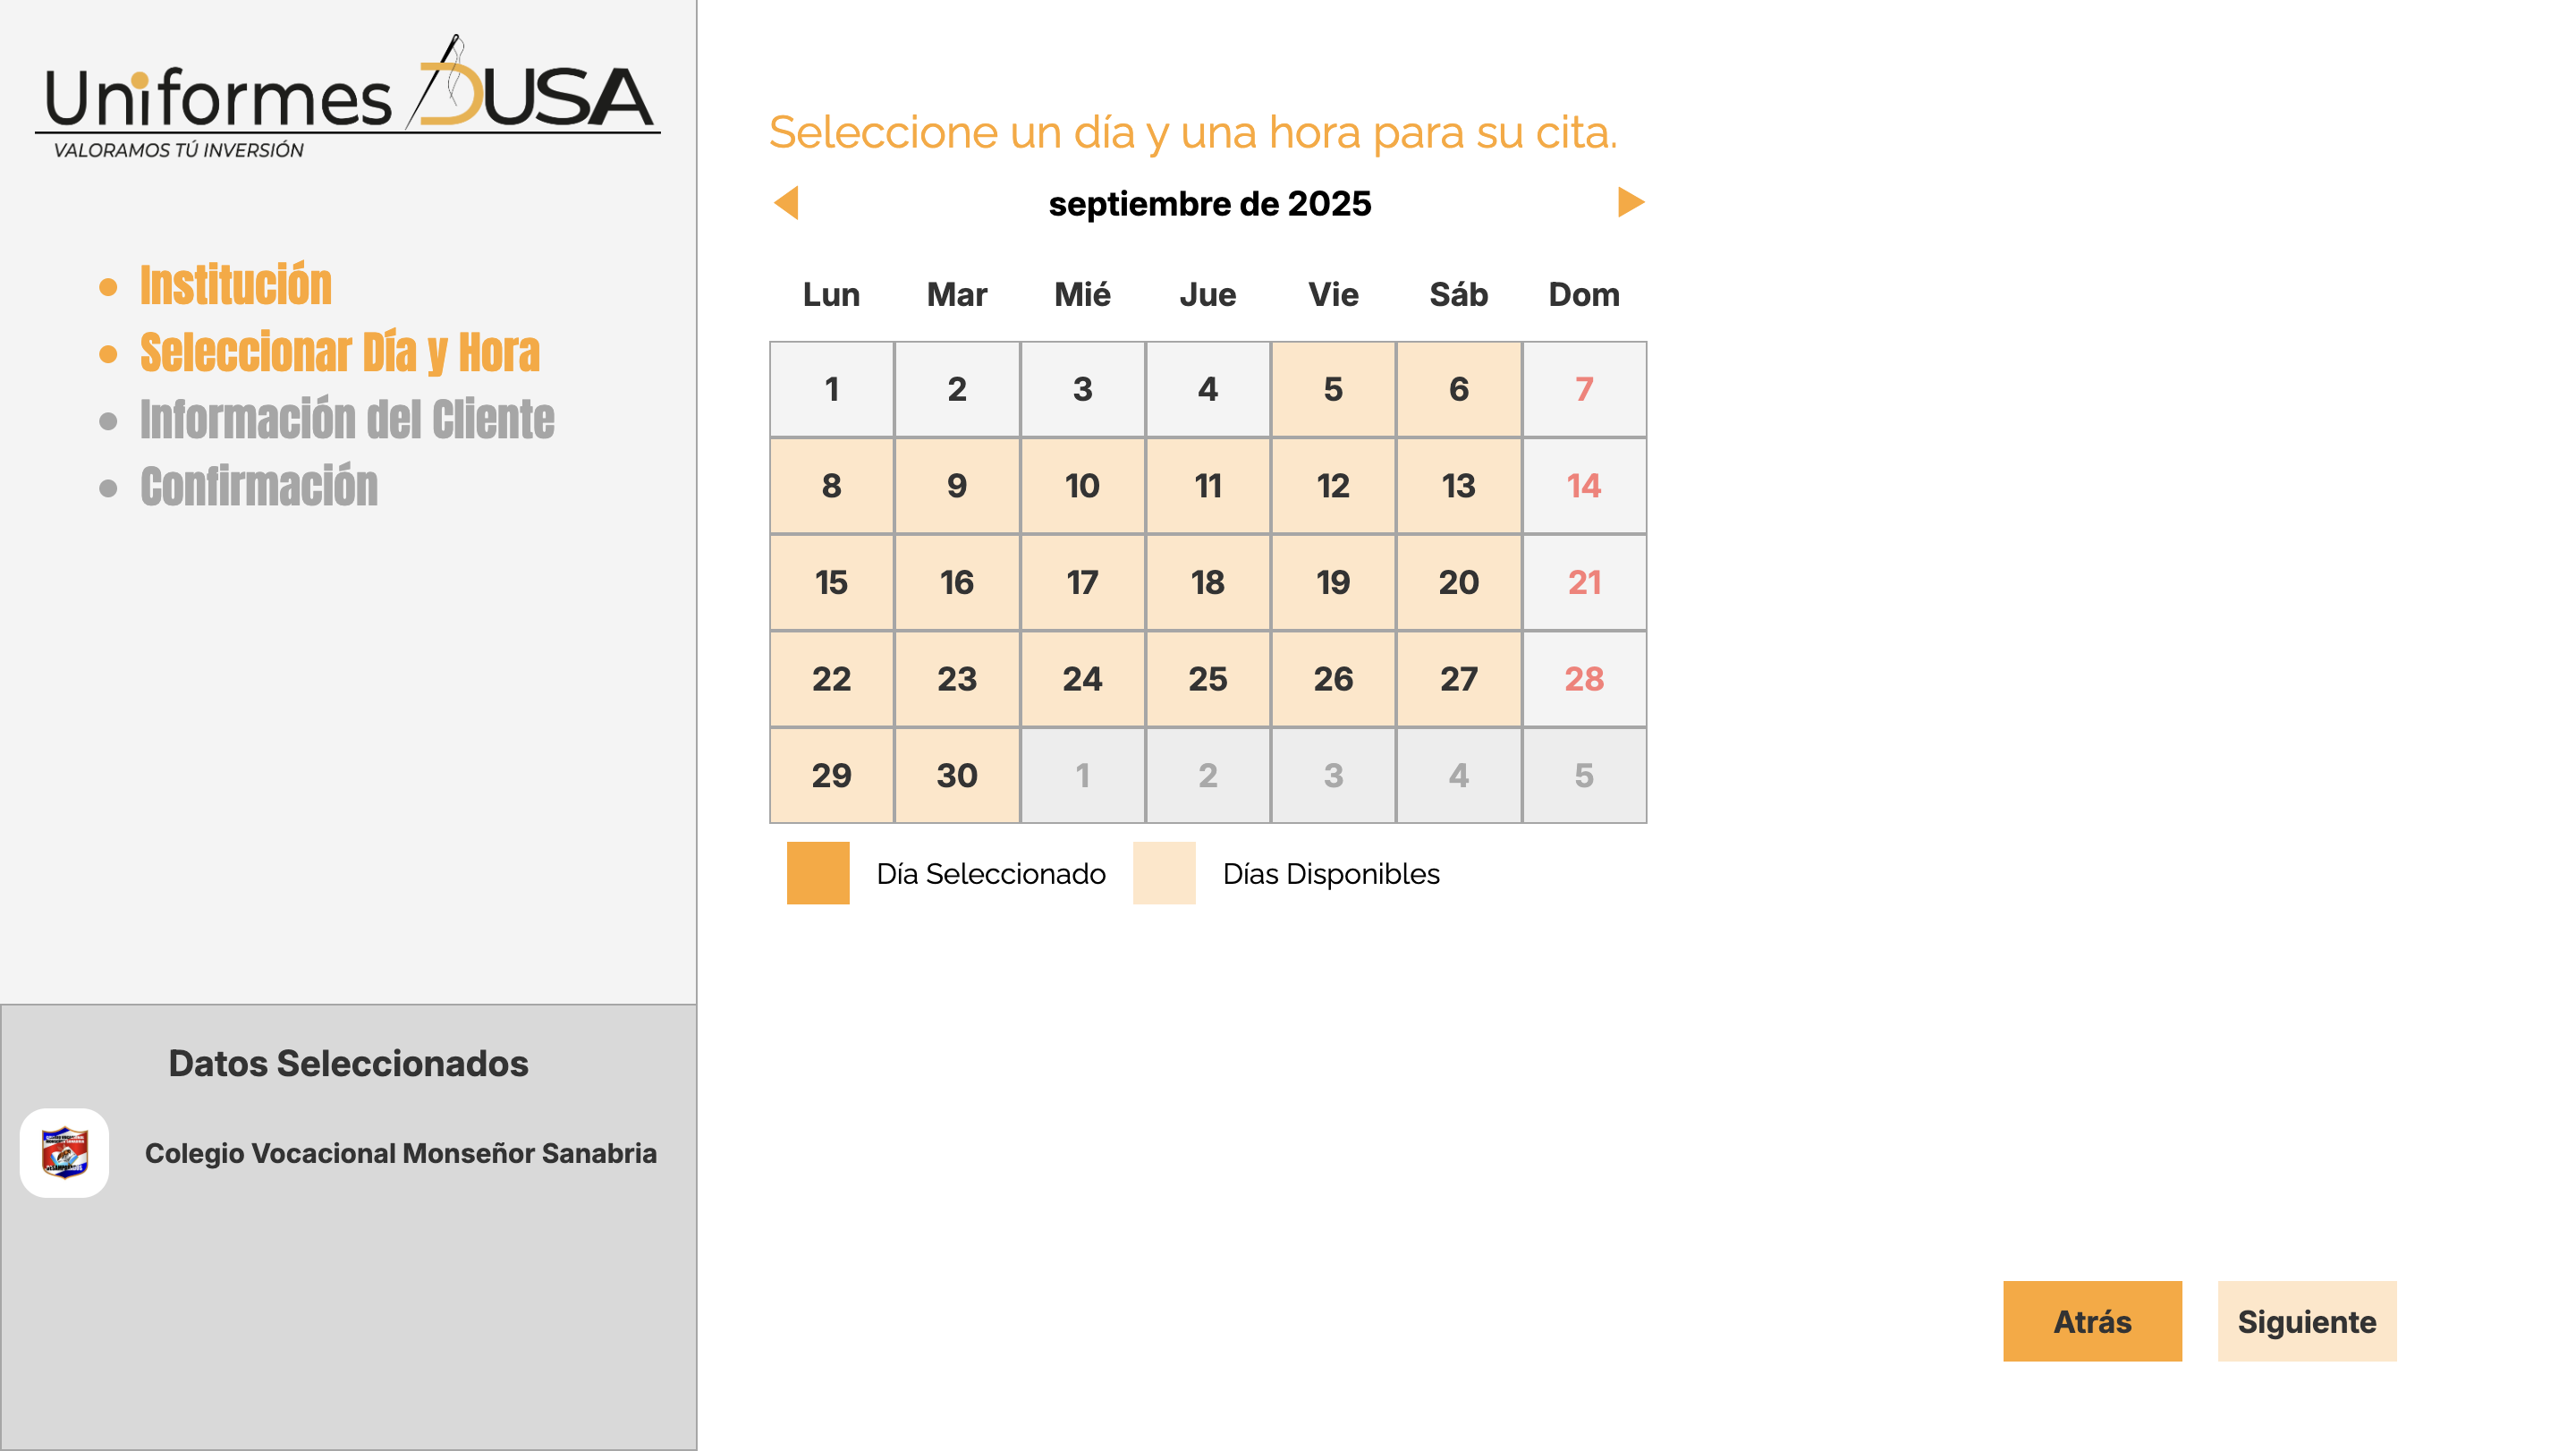 Uniformes DUSA
VALORAMOS TÚ INVERSIÓN
Institución
Seleccionar Día y Hora
Información del Cliente
Confirmación
Datos Seleccionados
Colegio Vocacional Monseñor Sanabria
Seleccione un día y una hora para su cita.
septiembre de 2025
Lun Mar Mié Jue Vie Sáb Dom
1 2 3 4 5 6 7
8 9 10 11 12 13 14
15 16 17 18 19 20 21
22 23 24 25 26 27 28
29 30 1 2 3 4 5
Día Seleccionado Días Disponibles
Atrás Siguiente